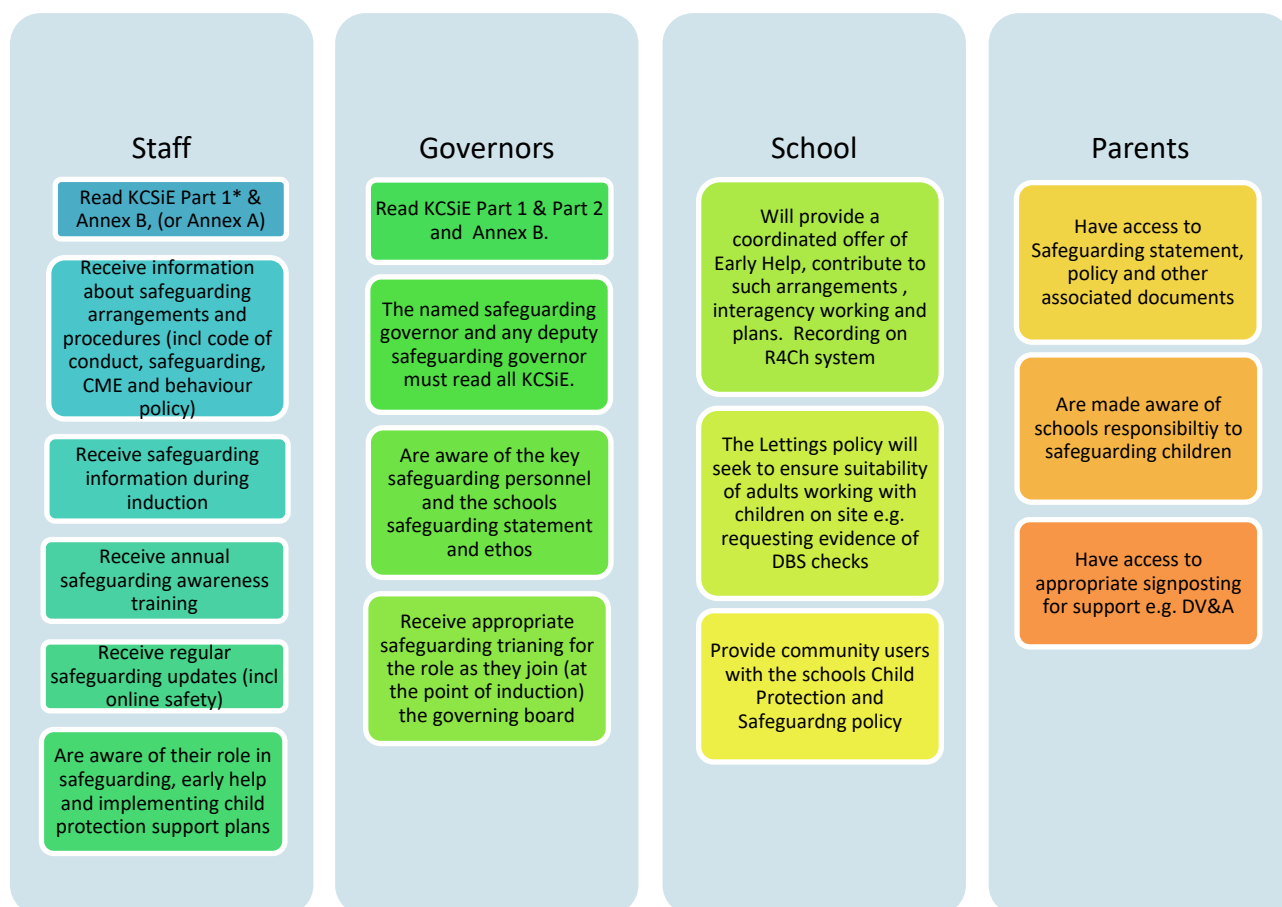 Staff
Read KCSiE Part 1* &
Annex B, (or Annex A)
Receive information
about safeguarding
arrangements and
procedures (incl code of
conduct, safeguarding,
CME and behaviour
policy)
Receive safeguarding
information during
induction
Receive annual
safeguarding awareness
training
Receive regular
safeguarding updates (incl
online safety)
Are aware of their role in
safeguarding, early help
and implementing child
protection support plans
Governors
Read KCSiE Part 1 & Part 2
and Annex B.
The named safeguarding
governor and any deputy
safeguarding governor
must read all KCSiE.
Are aware of the key
safeguarding personnel
and the schools
safeguarding statement
and ethos
Receive appropriate
safeguarding trianing for
the role as they join (at
the point of induction)
the governing board
School
Will provide a
coordinated offer of
Early Help, contribute to
such arrangements ,
interagency working and
plans. Recording on
R4Ch system
The Lettings policy will
seek to ensure suitability
of adults working with
children on site e.g.
requesting evidence of
DBS checks
Provide community users
with the schools Child
Protection and
Safeguardng policy
Parents
Have access to
Safeguarding statement,
policy and other
associated documents
Are made aware of
schools responsibiltiy to
safeguarding children
Have access to
appropriate signposting
for support e.g. DV&A